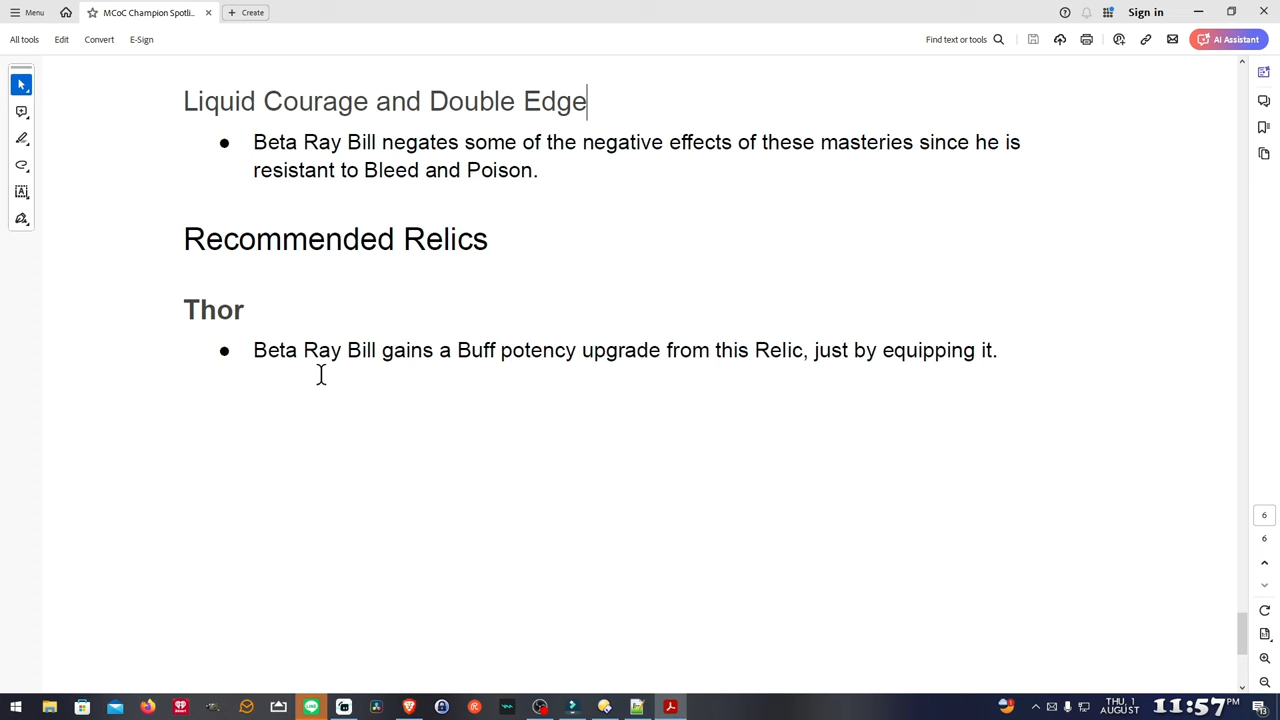 Menu
MCoC Champion Spotli...
Create
Sign in
All tools
Edit
Convert
E-Sign
Find text or tools
AI Assistant
Liquid Courage and Double Edge
● Beta Ray Bill negates some of the negative effects of these masteries since he is
resistant to Bleed and Poison.
Recommended Relics
Thor
● Beta Ray Bill gains a Buff potency upgrade from this Relic, just by equipping it.
6
6
THU, 1
AUGUST
11:57PM
13